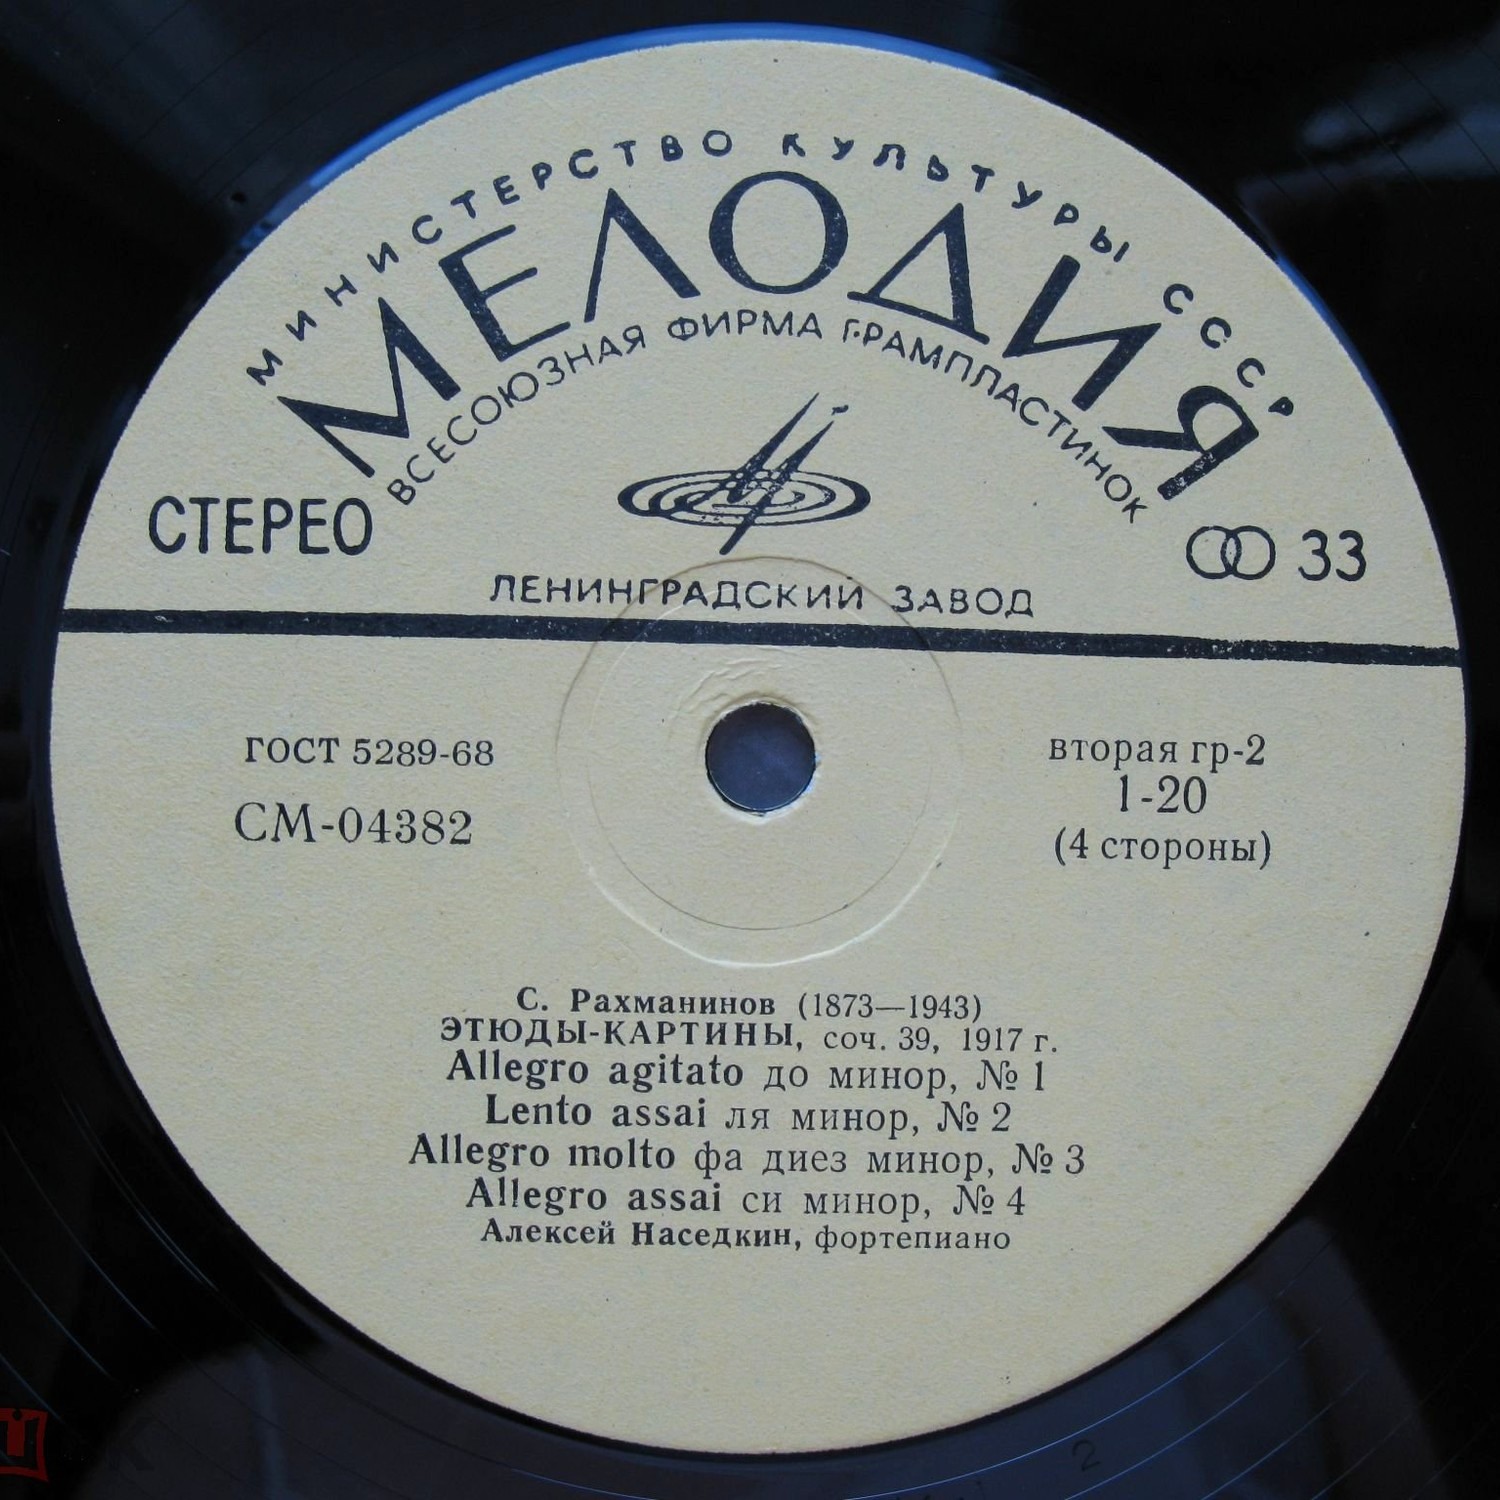 МИНИСТЕРСТВО КУЛЬТУРЫ СССР
МЕЛОДИЯ
ВСЕСОЮЗНАЯ ФИРМА ГРАМПЛАСТИНОК
СТЕРЕО
33
ЛЕНИНГРАДСКИЙ ЗАВОД
ГОСТ 5289-68
вторая гр-2
СМ-04382
1-20
(4 стороны)
С. Рахманинов (1873—1943)
ЭТЮДЫ-КАРТИНЫ, соч. 39, 1917 г.
Allegro agitato до минор, № 1
Lento assai ля минор, № 2
Allegro molto фа диез минор, № 3
Allegro assai си минор, № 4
Алексей Наседкин, фортепиано
2